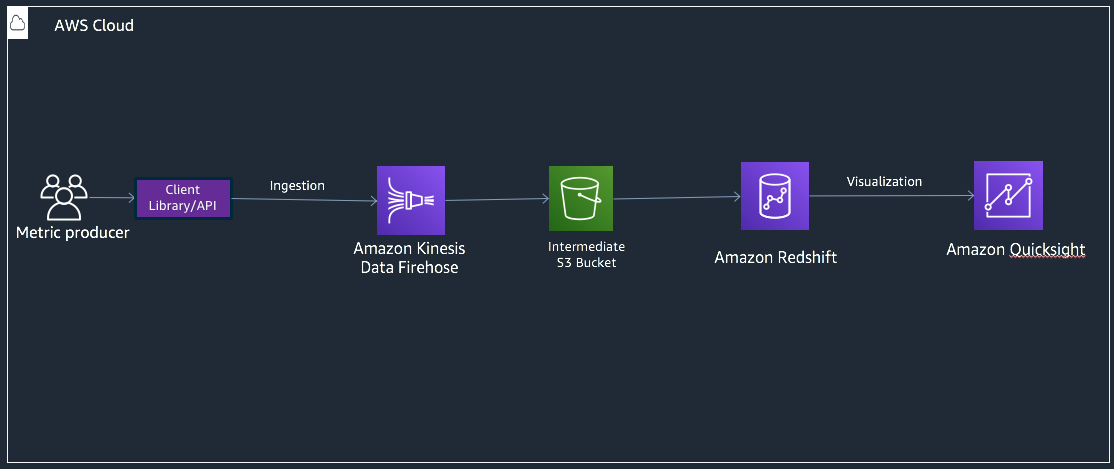 AWS Cloud
Client
Library/API
Ingestion
Visualization
Metric producer
Amazon Kinesis
Data Firehose
Intermediate
S3 Bucket
Amazon Redshift
Amazon Quicksight